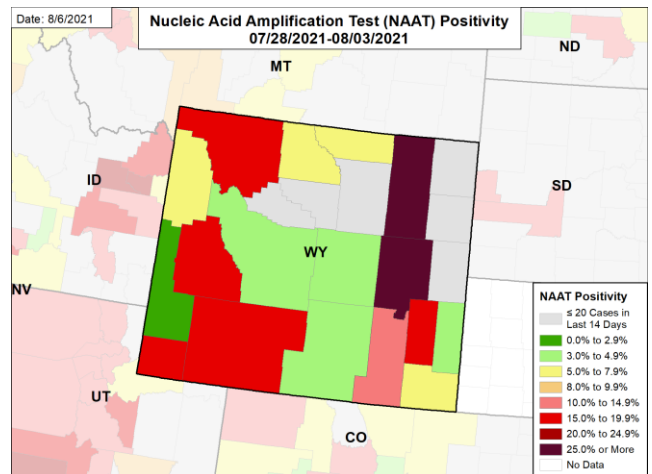 Date: 8/6/2021
Nucleic Acid Amplification Test (NAAT) Positivity
07/28/2021-08/03/2021
ND
MT
ID
SD
WY
NV
UT
CO
NAAT Positivity
≤ 20 Cases in
Last 14 Days
0.0% to 2.9%
3.0% to 4.9%
5.0% to 7.9%
8.0% to 9.9%
10.0% to 14.9%
15.0% to 19.9%
20.0% to 24.9%
25.0% or More
No Data